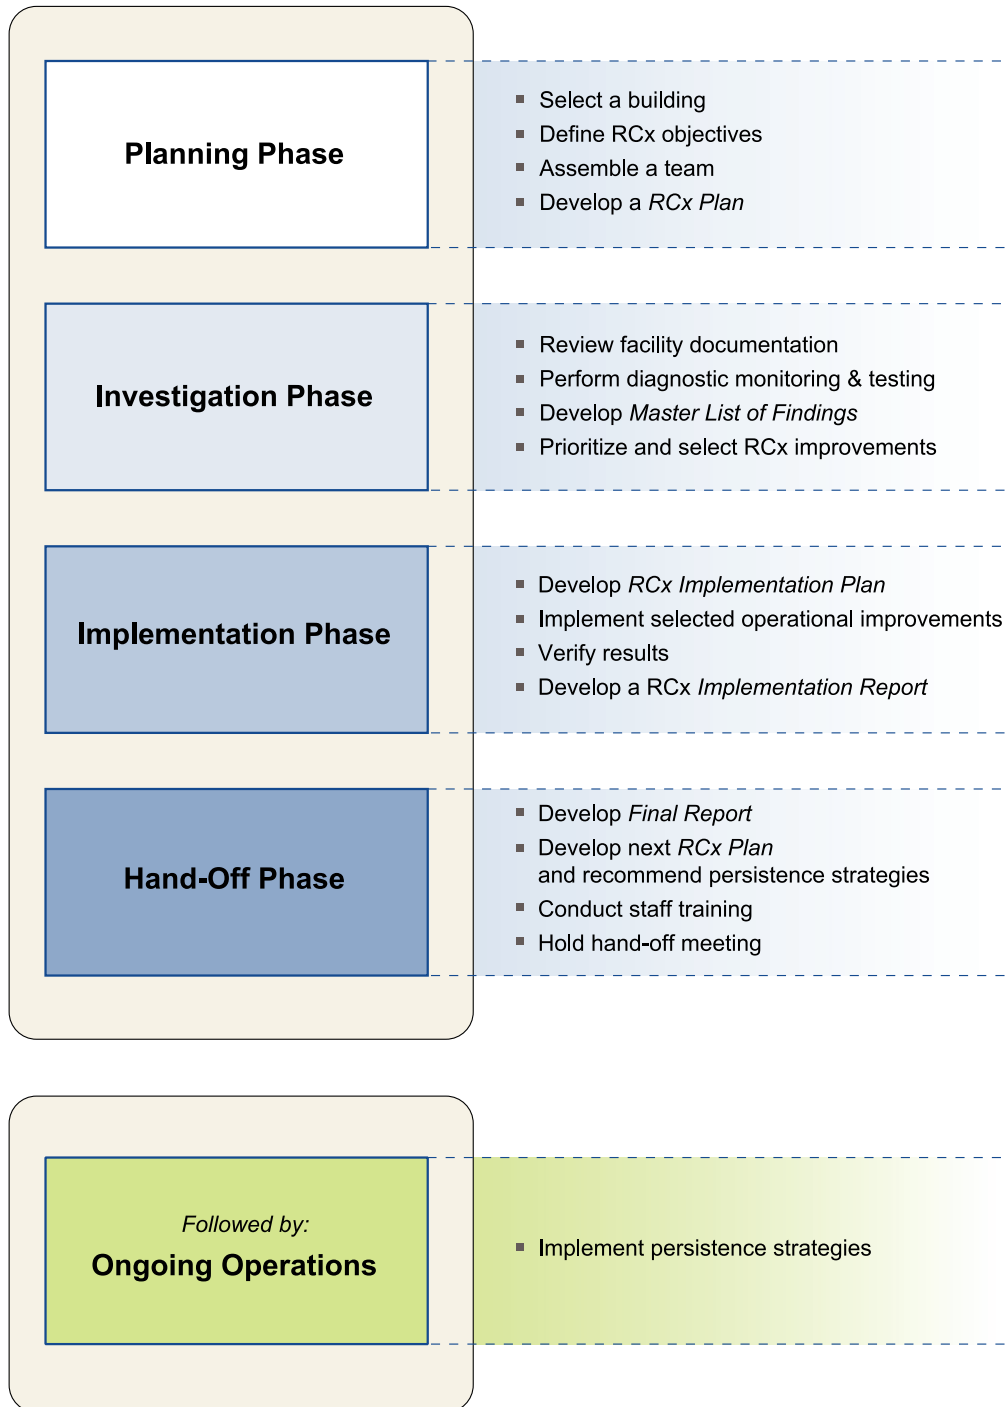 Planning Phase
Select a building
Define RCx objectives
Assemble a team
Develop a RCx Plan
Investigation Phase
Review facility documentation
Perform diagnostic monitoring & testing
Develop Master List of Findings
Prioritize and select RCx improvements
Implementation Phase
Develop RCx Implementation Plan
Implement selected operational improvements
Verify results
Develop a RCx Implementation Report
Hand-Off Phase
Develop Final Report
Develop next RCx Plan
and recommend persistence strategies
Conduct staff training
Hold hand-off meeting
Followed by:
Ongoing Operations
Implement persistence strategies